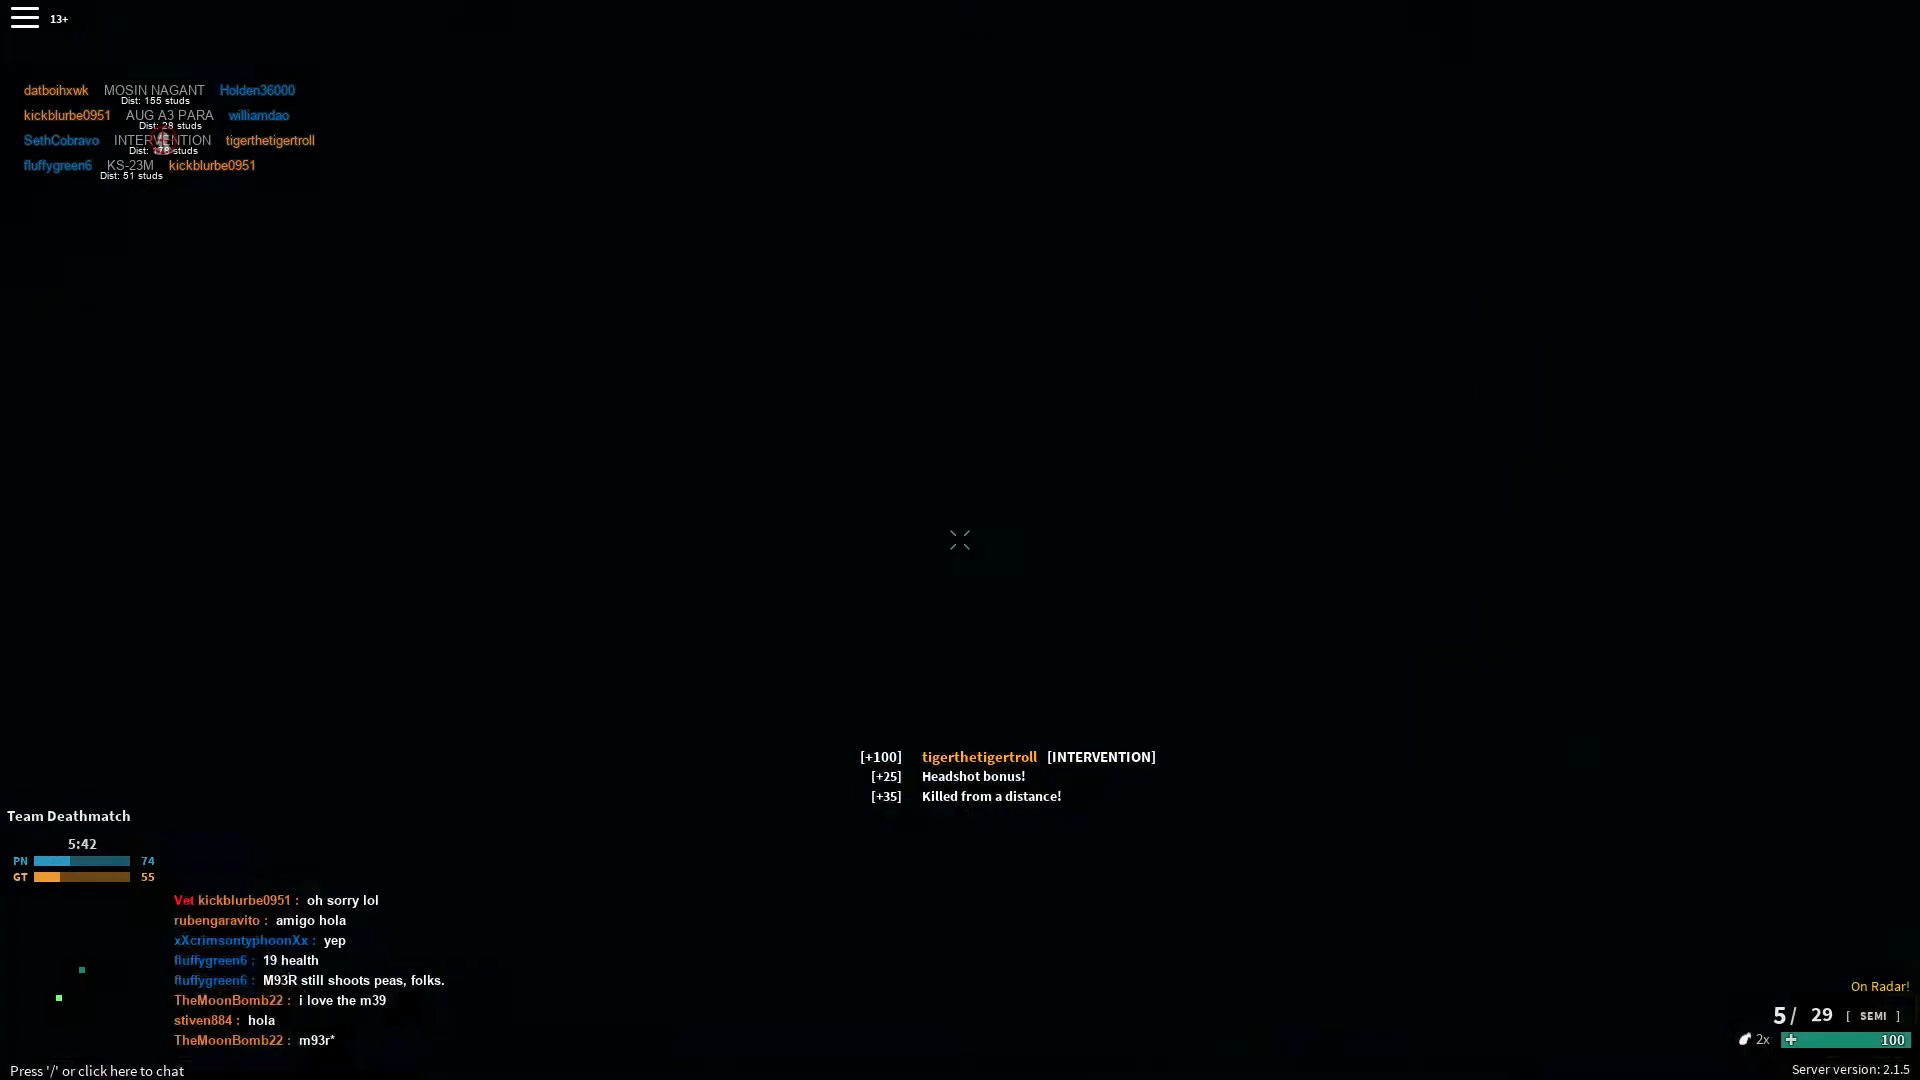 13+
datboihxwk MOSIN NAGANT Holden36000
Dist: 155 studs
kickblurbe0951 AUG A3 PARA williamdao
Dist: 28 studs
SethCobravo INTERVENTION tigerthetigertroll
Dist: studs
fluffygreen6 KS-23M kickblurbe0951
Dist: 51 studs
[+100] tigerthetigertroll [INTERVENTION]
[+25] Headshot bonus!
[+35] Killed from a distance!
Team Deathmatch
5:42
PN 74
GT 55
Vet kickblurbe0951 : oh sorry lol
rubengaravito : amigo hola
xXcrimsontyphoonXx : yep
fluffygreen6 : 19 health
fluffygreen6 : M93R still shoots peas, folks.
TheMoonBomb22 : i love the m39
stiven884 : hola
TheMoonBomb22 : m93r*
Press '/' or click here to chat
On Radar!
5/ 29 [ SEMI ]
2x 100
Server version: 2.1.5